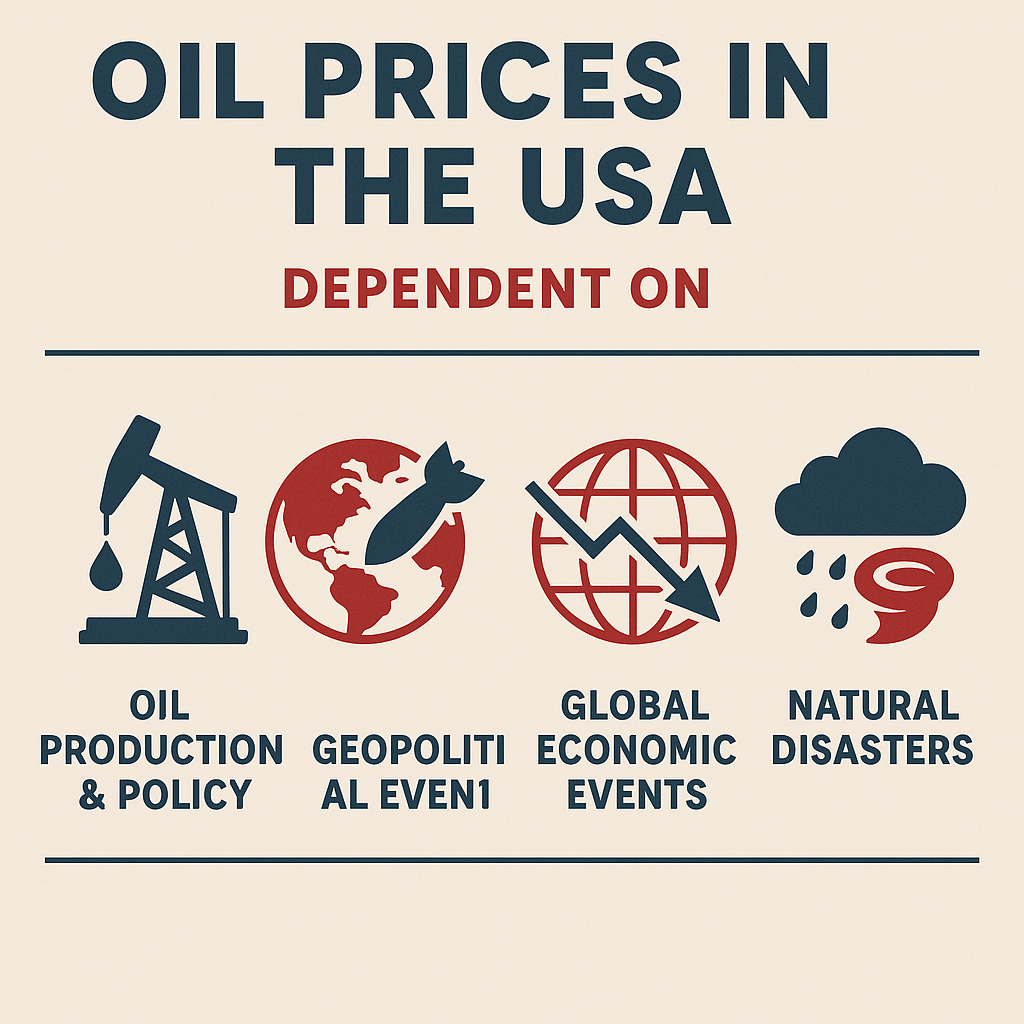 OIL PRICES IN
THE USA
DEPENDENT ON
OIL
PRODUCTION
& POLICY
GEOPOLITI
AL EVEN1
GLOBAL
ECONOMIC
EVENTS
NATURAL
DISASTERS